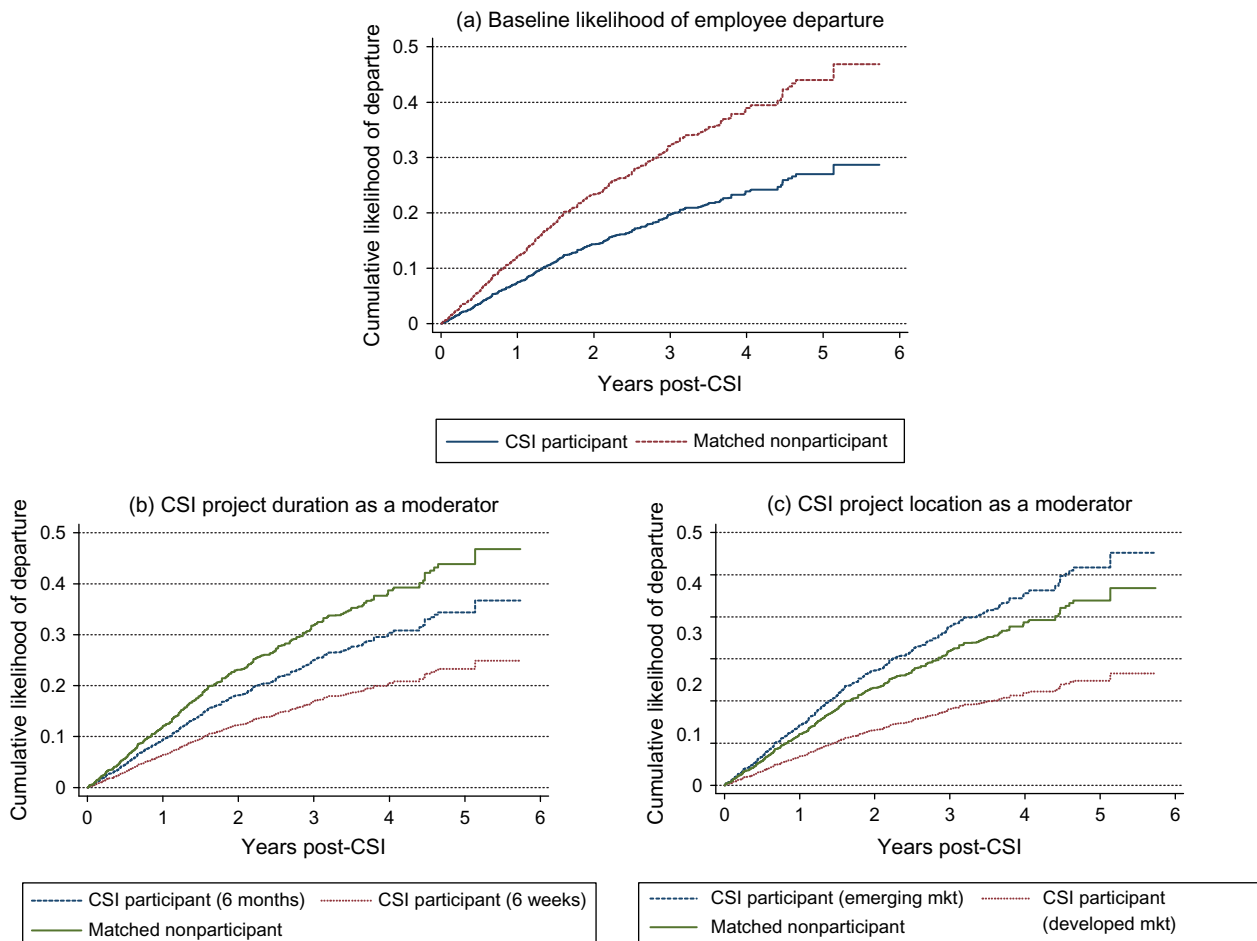 (a) Baseline likelihood of employee departure
Cumulative likelihood of departure
0.5
0.4
0.3
0.2
0.1
0
0 1 2 3 4 5 6
Years post-CSI
CSI participant Matched nonparticipant
(b) CSI project duration as a moderator
Cumulative likelihood of departure
0.5
0.4
0.3
0.2
0.1
0
0 1 2 3 4 5 6
Years post-CSI
CSI participant (6 months) CSI participant (6 weeks)
Matched nonparticipant
(c) CSI project location as a moderator
Cumulative likelihood of departure
0.5
0.4
0.3
0.2
0.1
0
0 1 2 3 4 5 6
Years post-CSI
CSI participant (emerging mkt) CSI participant
Matched nonparticipant (developed mkt)